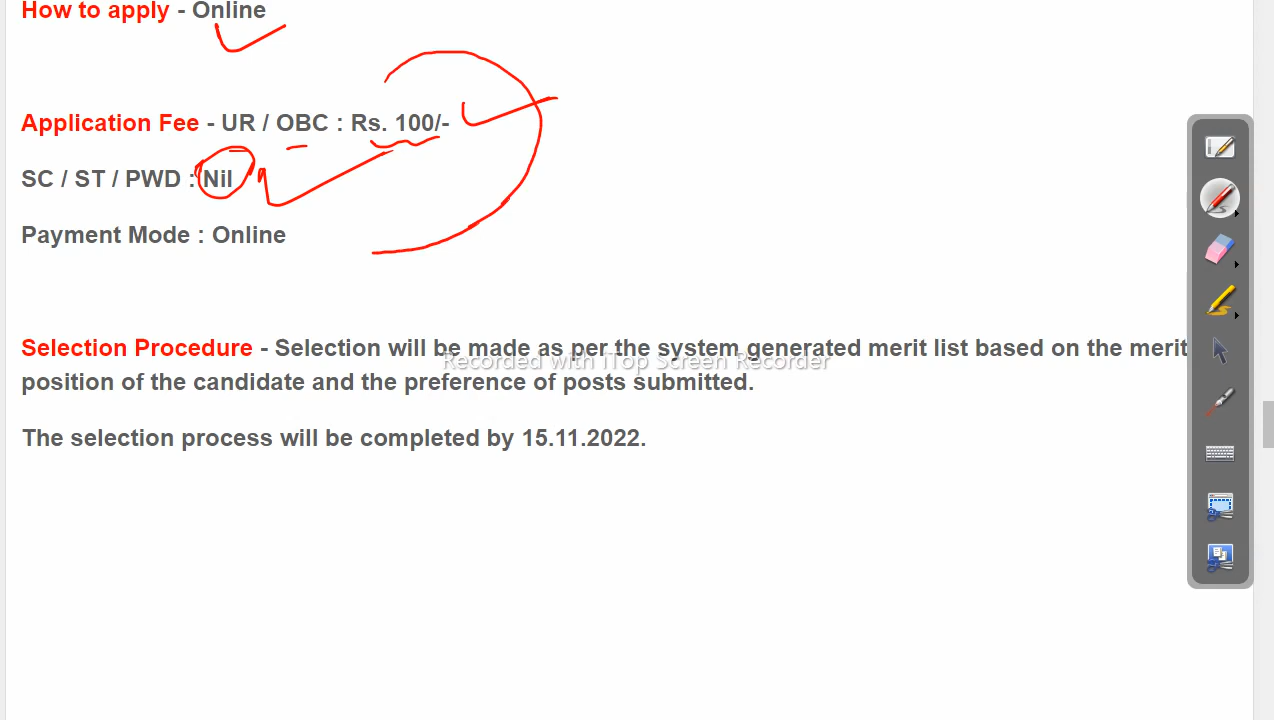 How to apply - Online
Application Fee - UR / OBC : Rs. 100/-
SC / ST / PWD : Nil
Payment Mode : Online
Selection Procedure - Selection will be made as per the system generated merit list based on the merit
Recorded with iTop Screen Recorder
position of the candidate and the preference of posts submitted.
The selection process will be completed by 15.11.2022.